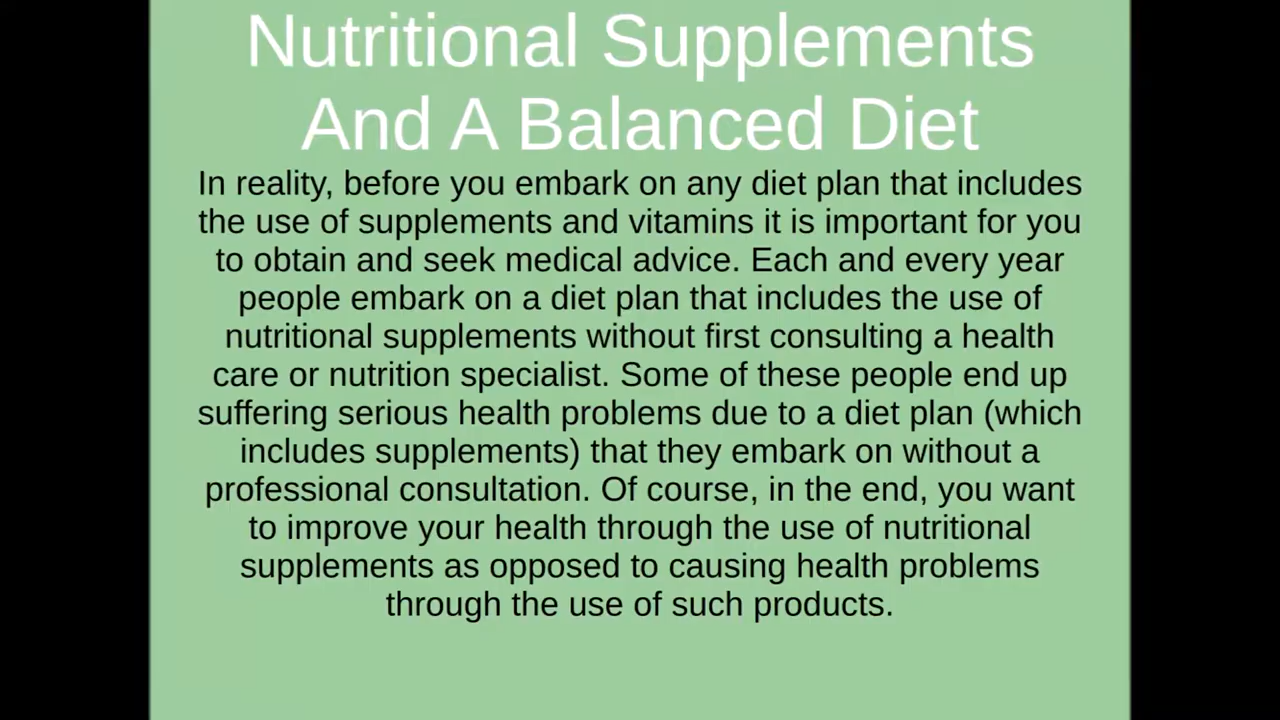 Nutritional Supplements
And A Balanced Diet
In reality, before you embark on any diet plan that includes
the use of supplements and vitamins it is important for you
to obtain and seek medical advice. Each and every year
people embark on a diet plan that includes the use of
nutritional supplements without first consulting a health
care or nutrition specialist. Some of these people end up
suffering serious health problems due to a diet plan (which
includes supplements) that they embark on without a
professional consultation. Of course, in the end, you want
to improve your health through the use of nutritional
supplements as opposed to causing health problems
through the use of such products.